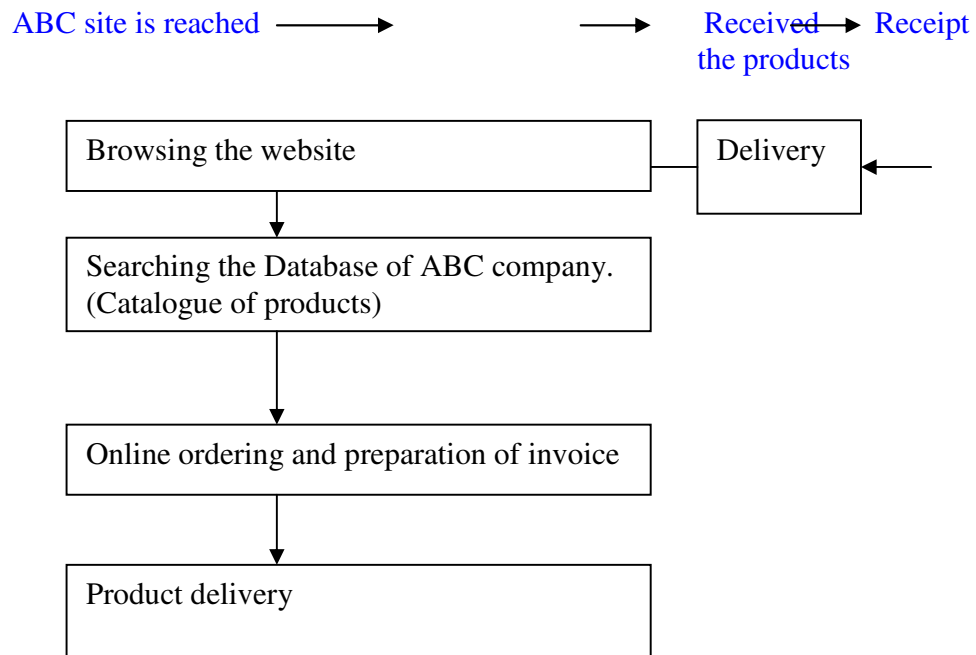 ABC site is reached
Received
the products
Receipt
Browsing the website
Delivery
Searching the Database of ABC company.
(Catalogue of products)
Online ordering and preparation of invoice
Product delivery